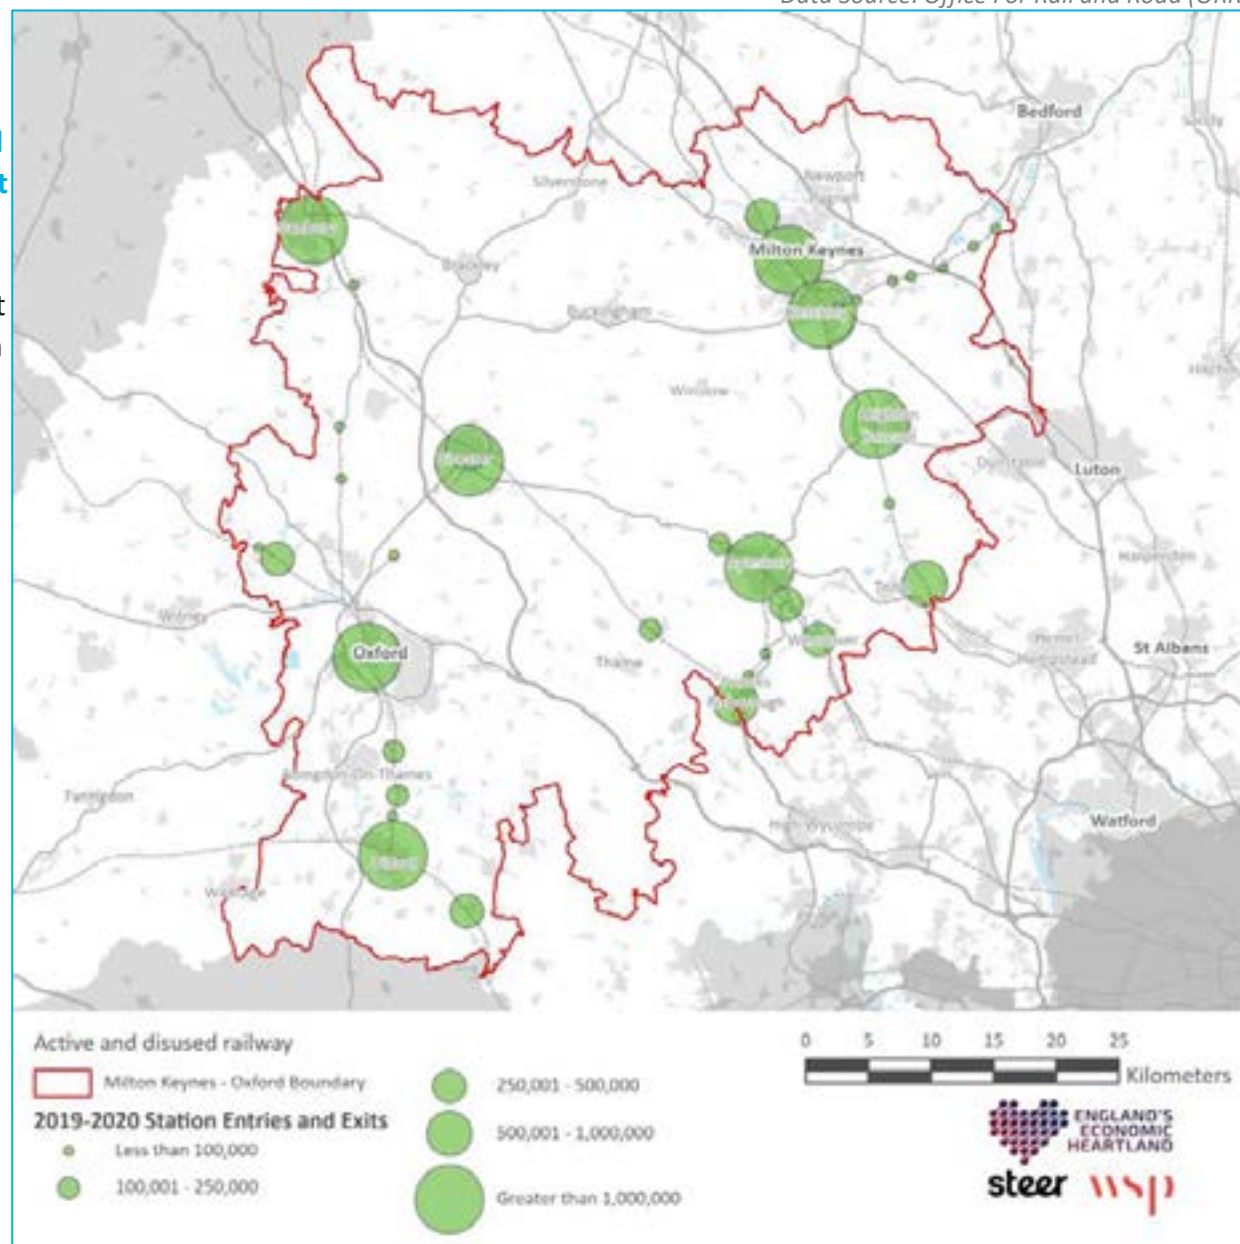 Bedford
Silverstone
Newport
Milton Keynes
Brackley
Buckingham
Winslow
Dunstable
Luton
Harpenden
Witney
Oxford
Thame
St Albans
Hemel
Hempstead
Abingdon-On-Thames
Faringdon
Watford
High Wycombe
Wantage
Active and disused railway
Milton Keynes - Oxford Boundary
2019-2020 Station Entries and Exits
Less than 100,000
100,001 - 250,000
250,001 - 500,000
500,001 - 1,000,000
Greater than 1,000,000
0 5 10 15 20 25
Kilometers
ENGLAND'S
ECONOMIC
HEARTLAND
steer wsp